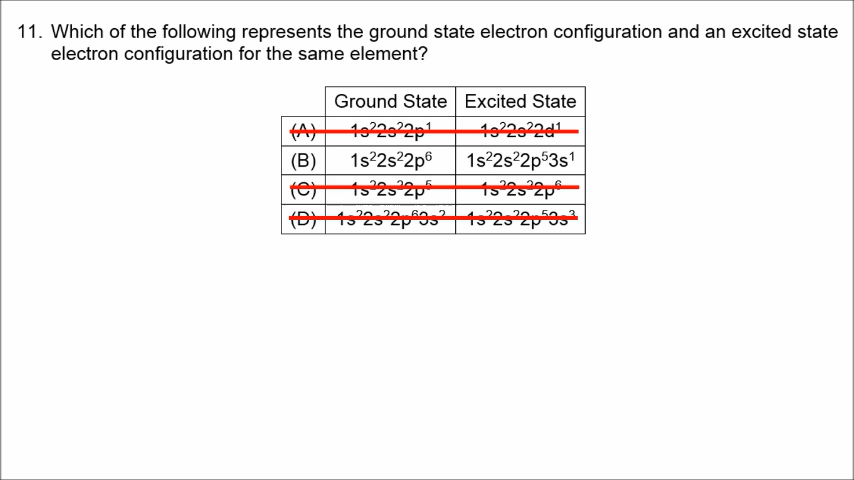 11. Which of the following represents the ground state electron configuration and an excited state
electron configuration for the same element?
Ground State Excited State
(A) 1s²2s²2p¹ 1s²2s²2d¹
(B) 1s²2s²2p⁶ 1s²2s²2p⁵3s¹
(C) 1s²2s²2p⁵ 1s²2s²2p⁶
(D) 1s²2s²2p⁶3s² 1s²2s²2p⁵3s³